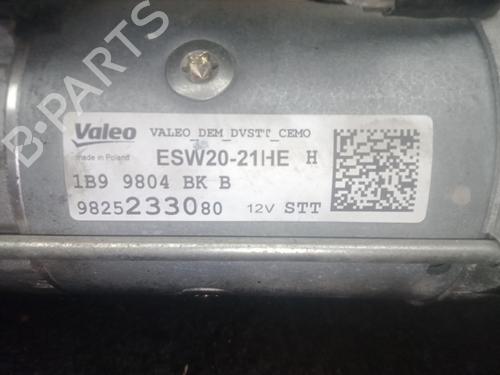 B-PARTS
Valeo VALEO_DEM_DVSTT_CEMO
made in Poland ESW20-21HE H
1B9 9804 BK B
9825233080 12V STT